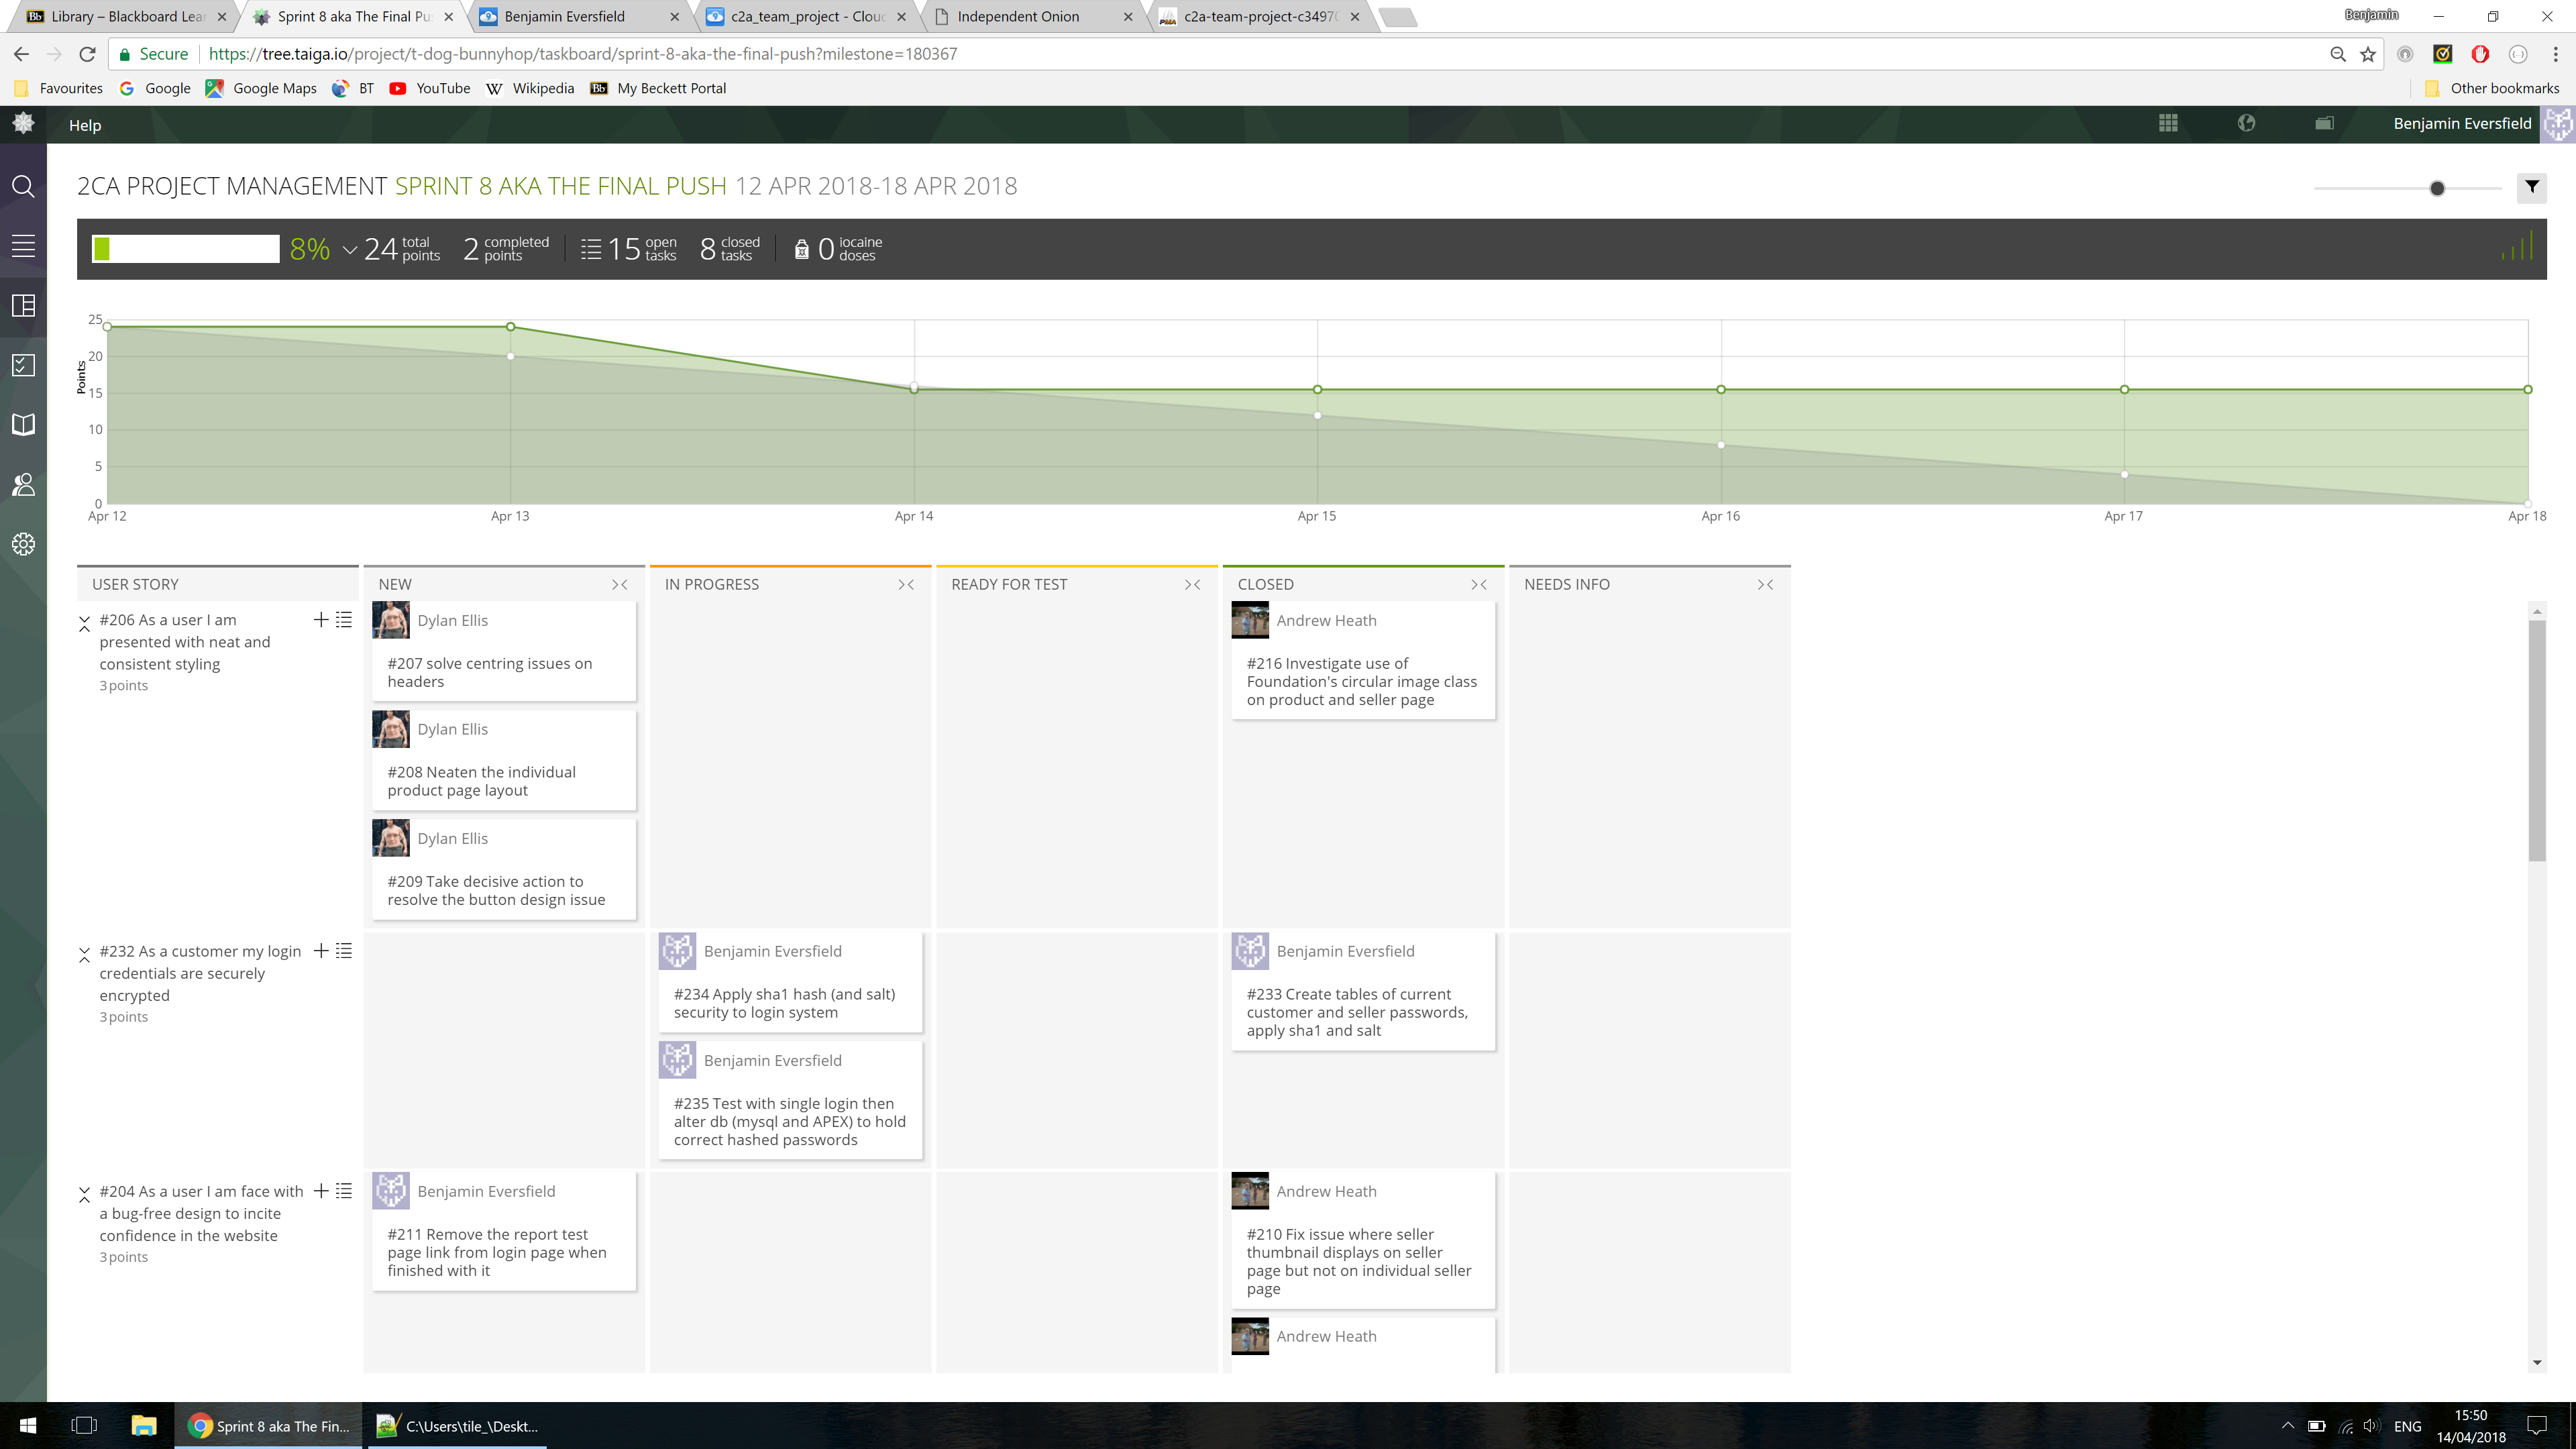 Library – Blackboard Lear
Sprint 8 aka The Final Pu
Benjamin Eversfield
c2a_team_project - Cloud
Independent Onion
c2a-team-project-c34970
Benjamin
Secure
https://tree.taiga.io/project/t-dog-bunnyhop/taskboard/sprint-8-aka-the-final-push?milestone=180367
Favourites
Google
Google Maps
BT
YouTube
Wikipedia
My Beckett Portal
Other bookmarks
Help
Benjamin Eversfield
2CA PROJECT MANAGEMENT SPRINT 8 AKA THE FINAL PUSH 12 APR 2018-18 APR 2018
8%
24 total points
2 completed points
15 open tasks
8 closed tasks
0 iocaine doses
Points
25
20
15
10
5
0
Apr 12
Apr 13
Apr 14
Apr 15
Apr 16
Apr 17
Apr 18
USER STORY
NEW
IN PROGRESS
READY FOR TEST
CLOSED
NEEDS INFO
#206 As a user I am
presented with neat and
consistent styling
3 points
Dylan Ellis
#207 solve centring issues on
headers
Dylan Ellis
#208 Neaten the individual
product page layout
Dylan Ellis
#209 Take decisive action to
resolve the button design issue
Andrew Heath
#216 Investigate use of
Foundation's circular image class
on product and seller page
#232 As a customer my login
credentials are securely
encrypted
3 points
Benjamin Eversfield
#234 Apply sha1 hash (and salt)
security to login system
Benjamin Eversfield
#235 Test with single login then
alter db (mysql and APEX) to hold
correct hashed passwords
Benjamin Eversfield
#233 Create tables of current
customer and seller passwords,
apply sha1 and salt
#204 As a user I am face with
a bug-free design to incite
confidence in the website
3 points
Benjamin Eversfield
#211 Remove the report test
page link from login page when
finished with it
Andrew Heath
#210 Fix issue where seller
thumbnail displays on seller
page but not on individual seller
page
Andrew Heath
Sprint 8 aka The Fin...
C:\Users\tile_\Deskt...
ENG
15:50
14/04/2018